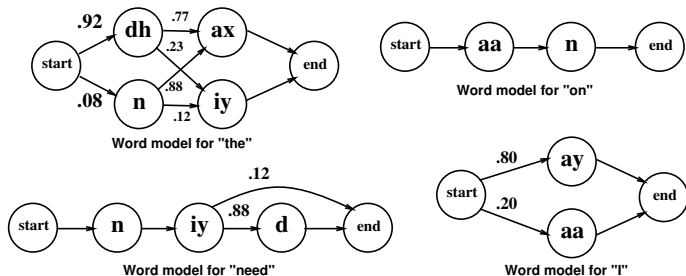 .92
dh
.77
ax
start
.23
end
.08
n
.88
iy
.12
Word model for "the"
start
aa
n
end
Word model for "on"
start
n
iy
.88
d
end
.12
Word model for "need"
start
.80
ay
.20
aa
end
Word model for "I"